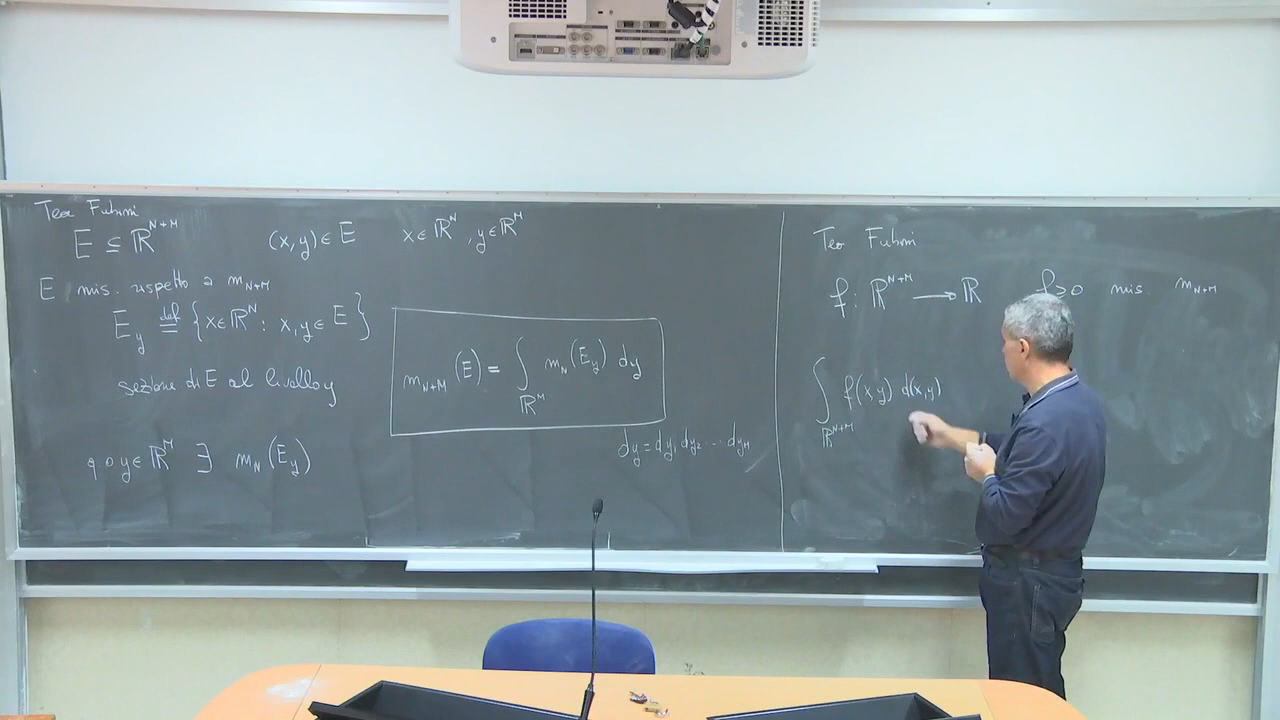 Teo Fubini
E ⊆ ℝ^{N+M} (x,y) ∈ E x ∈ ℝ^N , y ∈ ℝ^M
E mis. rispetto a m_{N+M}
E_y =^{def} { x ∈ ℝ^N : x,y ∈ E }
sezione di E al livello y
m_{N+M}(E) = ∫_{ℝ^M} m_N(E_y) dy
dy = dy_1 dy_2 ... dy_M
q o y ∈ ℝ^M ∃ m_N(E_y)
Teo Fubini
f : ℝ^{N+M} → ℝ f ≥ 0 mis. m_{N+M}
∫_{ℝ^{N+M}} f(x,y) d(x,y)